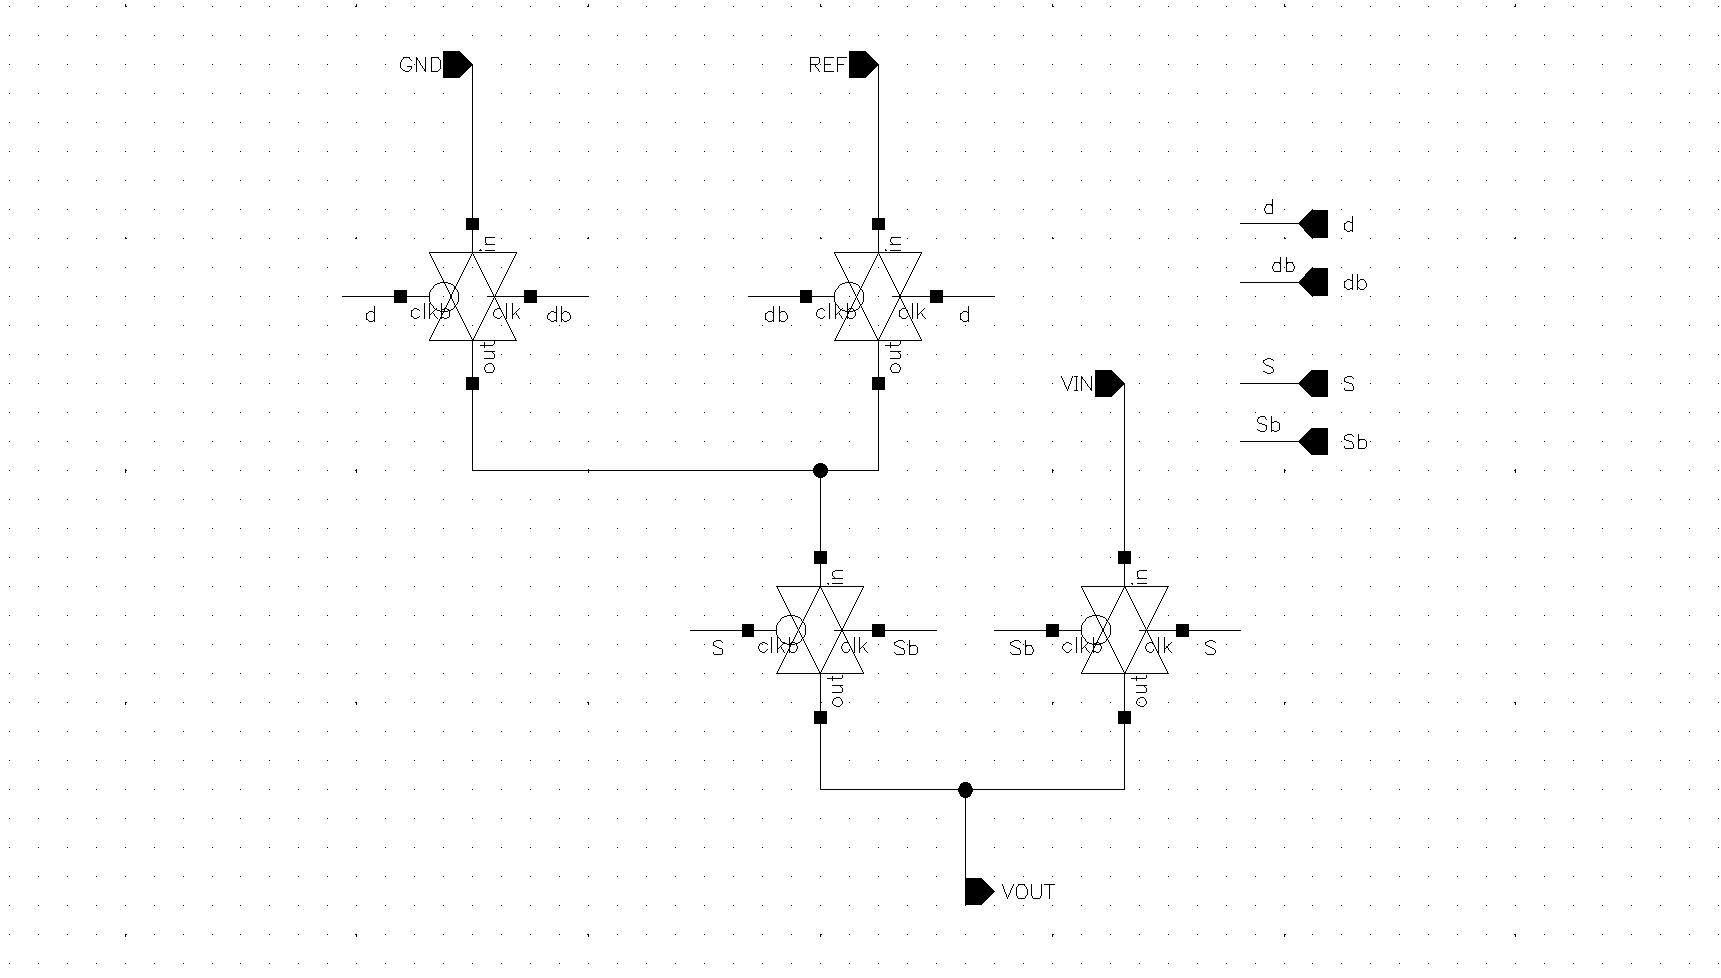 GND
REF
in
in
d
d
db
db
d
clkb
clk
db
db
clkb
clk
d
out
out
VIN
S
S
Sb
Sb
in
in
S
clkb
clk
Sb
Sb
clkb
clk
S
out
out
VOUT